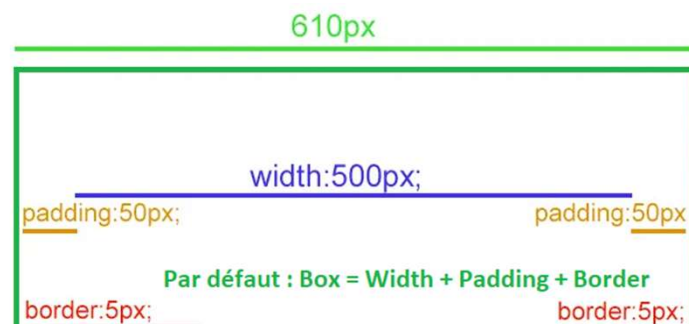 610px
width:500px;
padding:50px; padding:50px
Par défaut : Box = Width + Padding + Border
border:5px; border:5px;